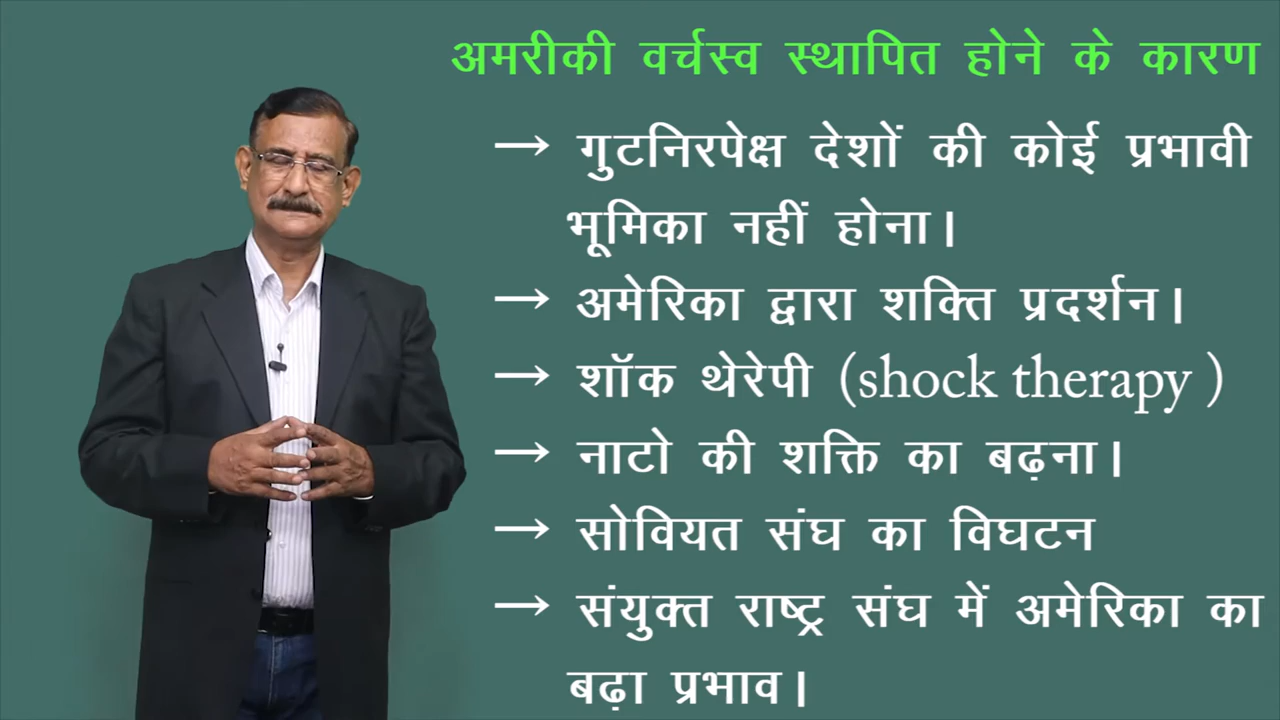 अमरीकी वर्चस्व स्थापित होने के कारण
→ गुटनिरपेक्ष देशों की कोई प्रभावी
भूमिका नहीं होना।
→ अमेरिका द्वारा शक्ति प्रदर्शन।
→ शॉक थेरेपी (shock therapy )
→ नाटो की शक्ति का बढ़ना।
→ सोवियत संघ का विघटन
→ संयुक्त राष्ट्र संघ में अमेरिका का
बढ़ा प्रभाव।